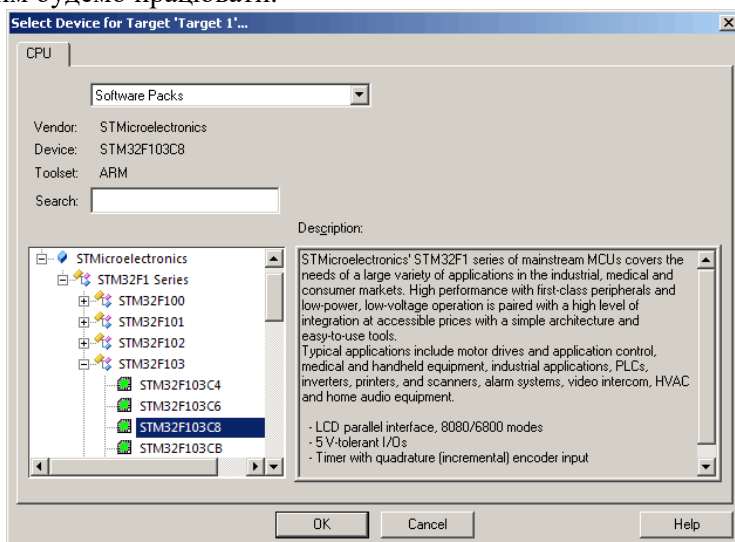 будемо працювати.
Select Device for Target 'Target 1'...
CPU
Software Packs
Vendor: STMicroelectronics
Device: STM32F103C8
Toolset: ARM
Search:
Description:
STMicroelectronics
STM32F1 Series
STM32F100
STM32F101
STM32F102
STM32F103
STM32F103C4
STM32F103C6
STM32F103C8
STM32F103CB
STMicroelectronics' STM32F1 series of mainstream MCUs covers the
needs of a large variety of applications in the industrial, medical and
consumer markets. High performance with first-class peripherals and
low-power, low-voltage operation is paired with a high level of
integration at accessible prices with a simple architecture and
easy-to-use tools.
Typical applications include motor drives and application control,
medical and handheld equipment, industrial applications, PLCs,
inverters, printers, and scanners, alarm systems, video intercom, HVAC
and home audio equipment.
- LCD parallel interface, 8080/6800 modes
- 5 V-tolerant I/Os
- Timer with quadrature (incremental) encoder input
OK
Cancel
Help